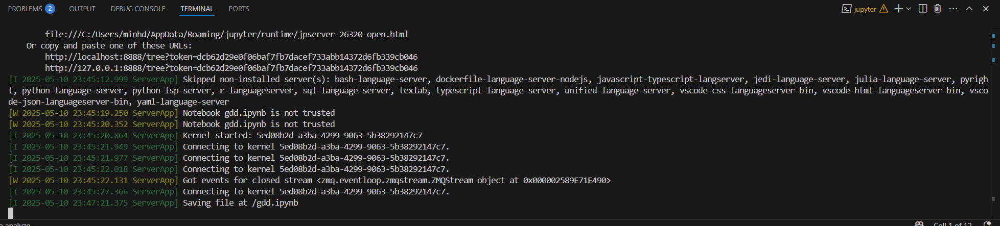 PROBLEMS 2 OUTPUT DEBUG CONSOLE TERMINAL PORTS jupyter
file:///C:/Users/minhd/AppData/Roaming/jupyter/runtime/jpserver-26320-open.html
Or copy and paste one of these URLs:
http://localhost:8888/tree?token=dcb62d29e0f06baf7fb7dacef733abb14372d6fb339cb046
http://127.0.0.1:8888/tree?token=dcb62d29e0f06baf7fb7dacef733abb14372d6fb339cb046
[I 2025-05-10 23:45:12.999 ServerApp] Skipped non-installed server(s): bash-language-server, dockerfile-language-server-nodejs, javascript-typescript-langserver, jedi-language-server, julia-language-server, pyrigh
t, python-language-server, python-lsp-server, r-languageserver, sql-language-server, texlab, typescript-language-server, unified-language-server, vscode-css-languageserver-bin, vscode-html-languageserver-bin, vsco
de-json-languageserver-bin, yaml-language-server
[W 2025-05-10 23:45:19.250 ServerApp] Notebook gdd.ipynb is not trusted
[W 2025-05-10 23:45:20.352 ServerApp] Notebook gdd.ipynb is not trusted
[I 2025-05-10 23:45:20.864 ServerApp] Kernel started: 5ed08b2d-a3ba-4299-9063-5b38292147c7
[I 2025-05-10 23:45:21.949 ServerApp] Connecting to kernel 5ed08b2d-a3ba-4299-9063-5b38292147c7.
[I 2025-05-10 23:45:21.977 ServerApp] Connecting to kernel 5ed08b2d-a3ba-4299-9063-5b38292147c7.
[I 2025-05-10 23:45:22.018 ServerApp] Connecting to kernel 5ed08b2d-a3ba-4299-9063-5b38292147c7.
[W 2025-05-10 23:45:22.131 ServerApp] Got events for closed stream <zmq.eventloop.zmqstream.ZMQStream object at 0x000002589E71E490>
[I 2025-05-10 23:45:27.366 ServerApp] Connecting to kernel 5ed08b2d-a3ba-4299-9063-5b38292147c7.
[I 2025-05-10 23:47:21.375 ServerApp] Saving file at /gdd.ipynb
analyze Cell 1 of 12